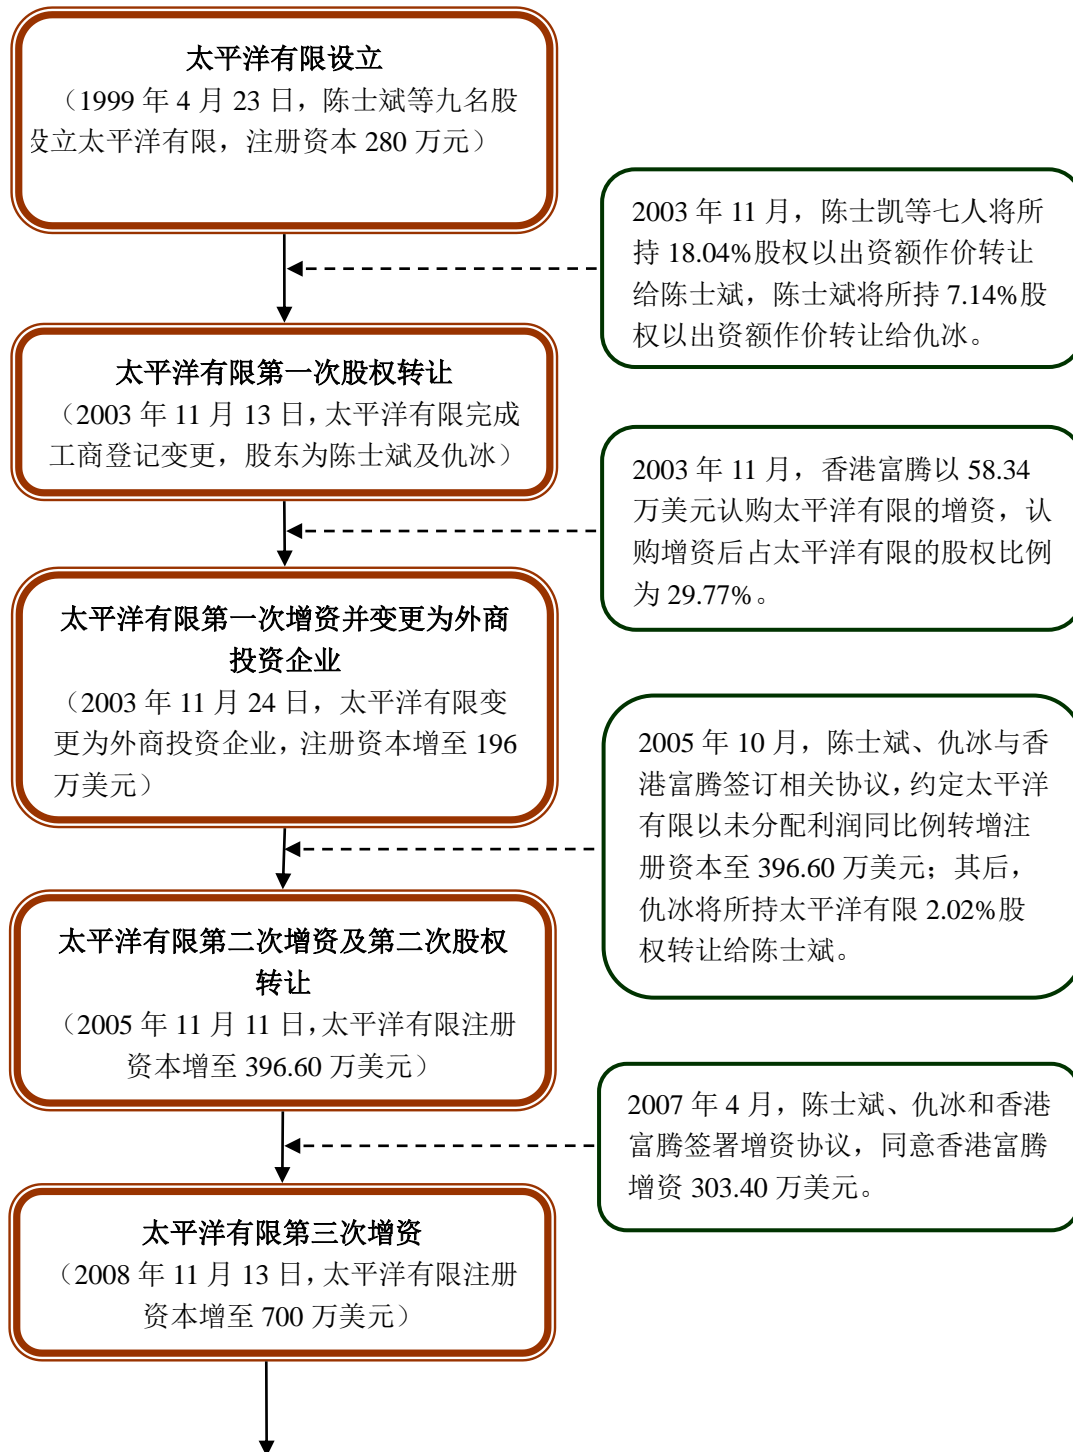 太平洋有限设立
（1999 年 4 月 23 日，陈士斌等九名股
设立太平洋有限，注册资本 280 万元）
2003 年 11 月，陈士凯等七人将所
持 18.04%股权以出资额作价转让
给陈士斌，陈士斌将所持 7.14%股
权以出资额作价转让给仇冰。
太平洋有限第一次股权转让
（2003 年 11 月 13 日，太平洋有限完成
工商登记变更，股东为陈士斌及仇冰）
2003 年 11 月，香港富腾以 58.34
万美元认购太平洋有限的增资，认
购增资后占太平洋有限的股权比例
为 29.77%。
太平洋有限第一次增资并变更为外商
投资企业
（2003 年 11 月 24 日，太平洋有限变
更为外商投资企业，注册资本增至 196
万美元）
2005 年 10 月，陈士斌、仇冰与香
港富腾签订相关协议，约定太平洋
有限以未分配利润同比例转增注
册资本至 396.60 万美元；其后，
仇冰将所持太平洋有限 2.02%股
权转让给陈士斌。
太平洋有限第二次增资及第二次股权
转让
（2005 年 11 月 11 日，太平洋有限注册
资本增至 396.60 万美元）
2007 年 4 月，陈士斌、仇冰和香港
富腾签署增资协议，同意香港富腾
增资 303.40 万美元。
太平洋有限第三次增资
（2008 年 11 月 13 日，太平洋有限注册
资本增至 700 万美元）